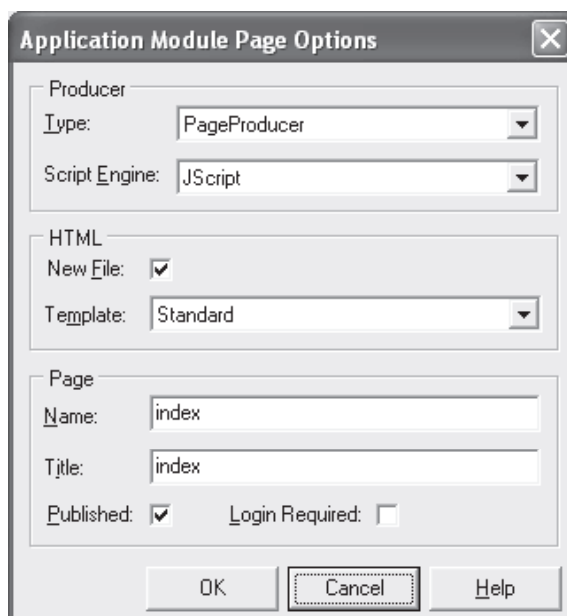 Application Module Page Options
Producer
Type: PageProducer
Script Engine: JScript
HTML
New File:
Template: Standard
Page
Name: index
Title: index
Published: Login Required:
OK Cancel Help